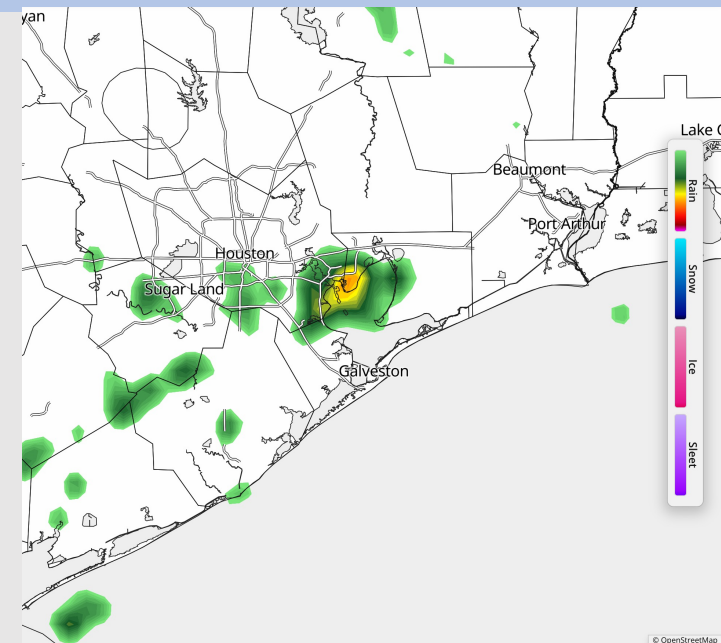 yan
Lake C
Beaumont
Port Arthur
Houston
Sugar Land
Galveston
Rain
Snow
Ice
Sleet
© OpenStreetMap